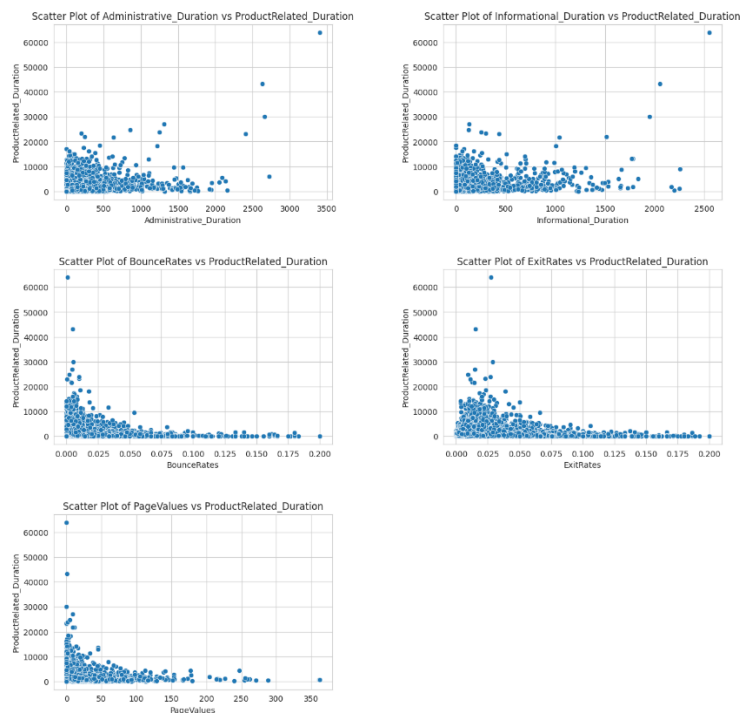 Scatter Plot of Administrative_Duration vs ProductRelated_Duration
ProductRelated_Duration
60000
50000
40000
30000
20000
10000
0
0 500 1000 1500 2000 2500 3000 3500
Administrative_Duration
Scatter Plot of Informational_Duration vs ProductRelated_Duration
ProductRelated_Duration
60000
50000
40000
30000
20000
10000
0
0 500 1000 1500 2000 2500
Informational_Duration
Scatter Plot of BounceRates vs ProductRelated_Duration
ProductRelated_Duration
60000
50000
40000
30000
20000
10000
0
0.000 0.025 0.050 0.075 0.100 0.125 0.150 0.175 0.200
BounceRates
Scatter Plot of ExitRates vs ProductRelated_Duration
ProductRelated_Duration
60000
50000
40000
30000
20000
10000
0
0.000 0.025 0.050 0.075 0.100 0.125 0.150 0.175 0.200
ExitRates
Scatter Plot of PageValues vs ProductRelated_Duration
ProductRelated_Duration
60000
50000
40000
30000
20000
10000
0
0 50 100 150 200 250 300 350
PageValues